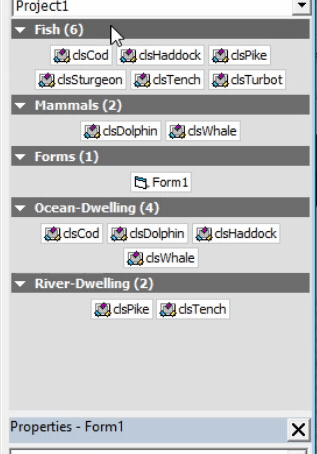 Project1
Fish (6)
clsCod clsHaddock clsPike
clsSturgeon clsTench clsTurbot
Mammals (2)
clsDolphin clsWhale
Forms (1)
Form1
Ocean-Dwelling (4)
clsCod clsDolphin clsHaddock
clsWhale
River-Dwelling (2)
clsPike clsTench
Properties - Form1